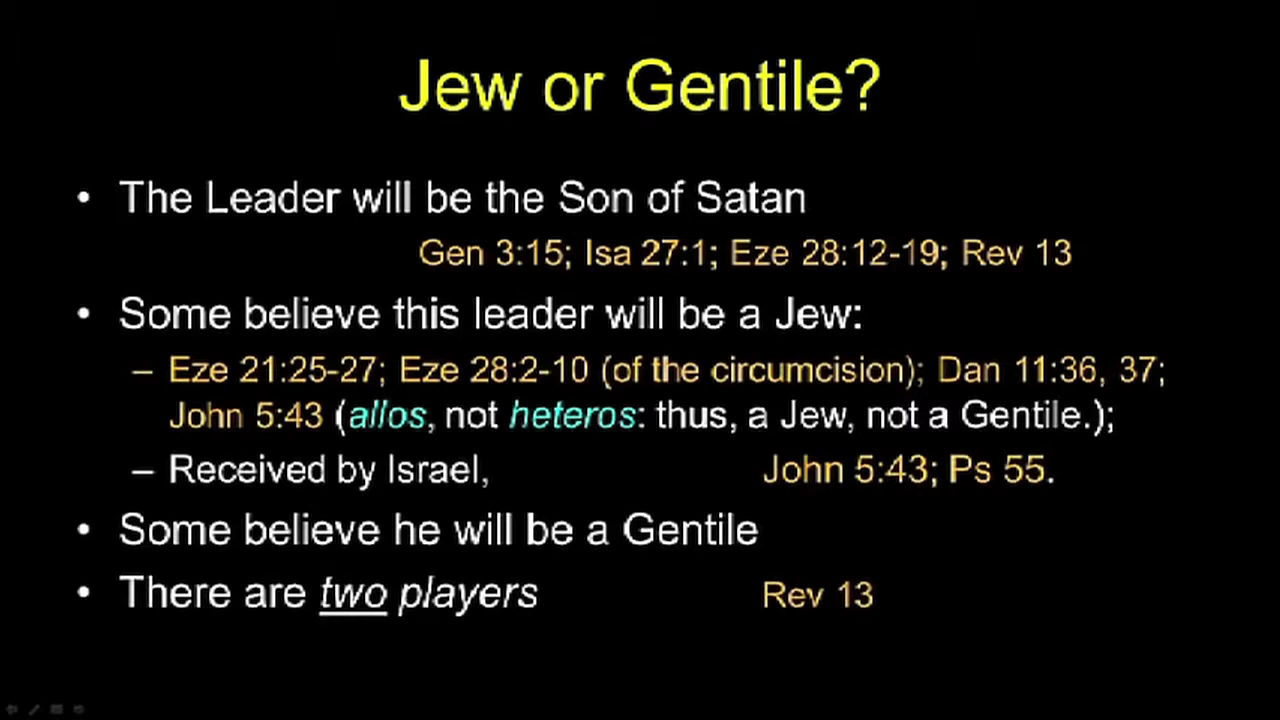 Jew or Gentile?
• The Leader will be the Son of Satan
Gen 3:15; Isa 27:1; Eze 28:12-19; Rev 13
• Some believe this leader will be a Jew:
– Eze 21:25-27; Eze 28:2-10 (of the circumcision); Dan 11:36, 37;
John 5:43 (allos, not heteros: thus, a Jew, not a Gentile.);
– Received by Israel, John 5:43; Ps 55.
• Some believe he will be a Gentile
• There are two players Rev 13